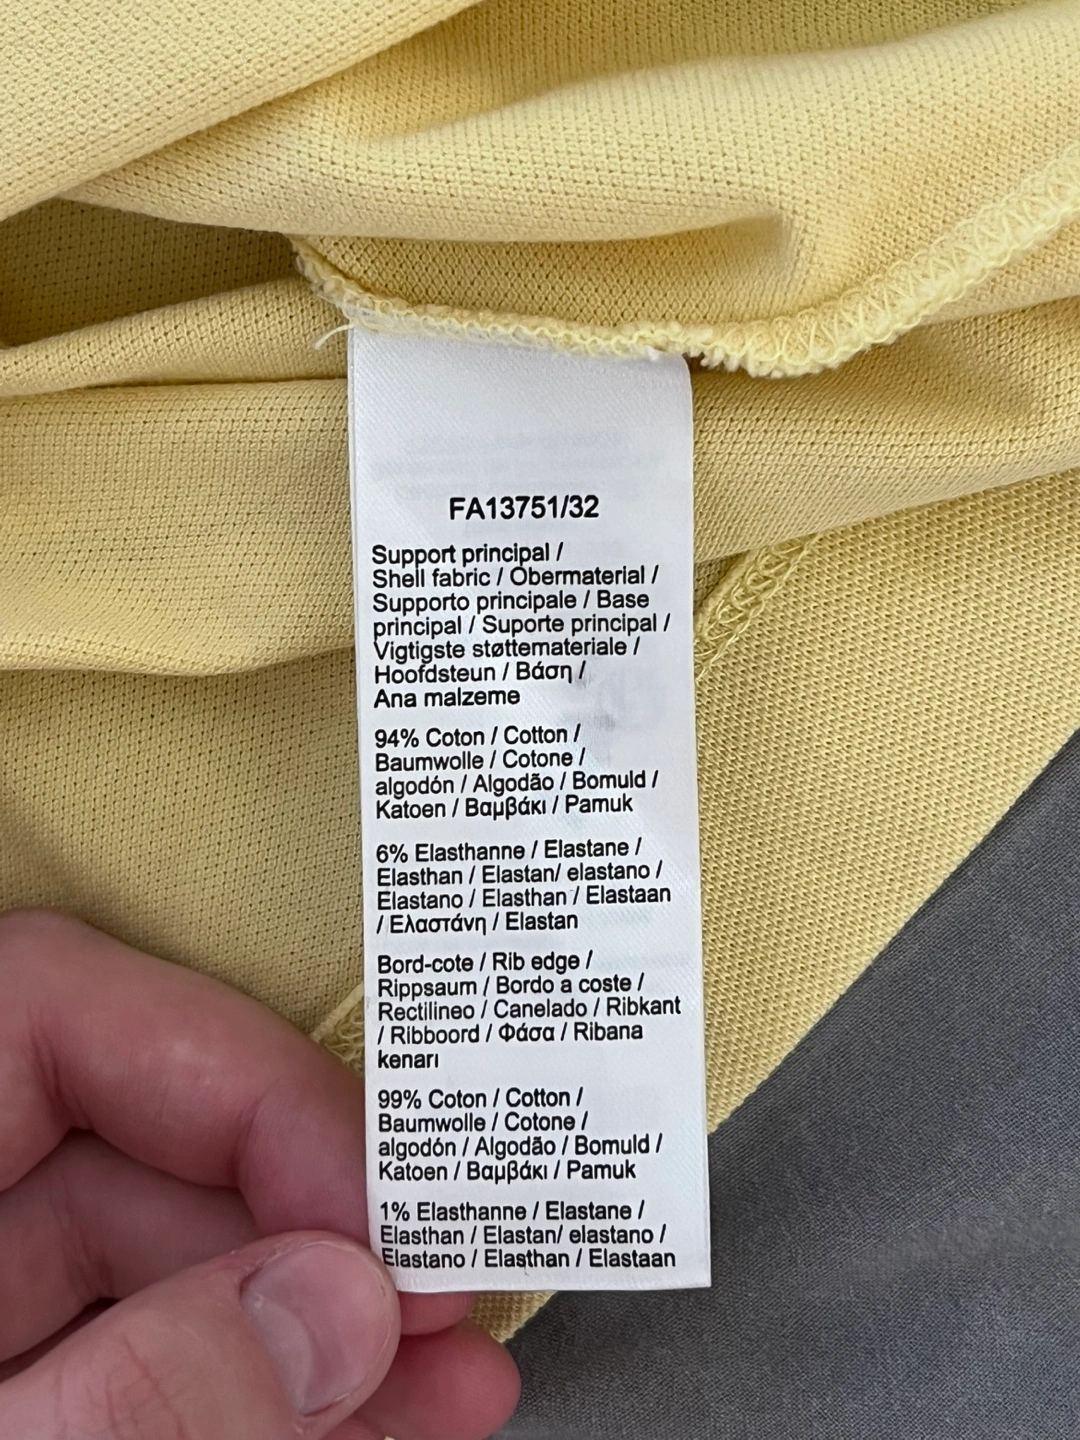 FA13751/32
Support principal /
Shell fabric / Obermaterial /
Supporto principale / Base
principal / Suporte principal /
Vigtigste støttemateriale /
Hoofdsteun / Βάση /
Ana malzeme
94% Coton / Cotton /
Baumwolle / Cotone /
algodón / Algodão / Bomuld /
Katoen / Βαμβάκι / Pamuk
6% Elasthanne / Elastane /
Elasthan / Elastan/ elastano /
Elastano / Elasthan / Elastaan
/ Ελαστάνη / Elastan
Bord-cote / Rib edge /
Rippsaum / Bordo a coste /
Rectilineo / Canelado / Ribkant
/ Ribboord / Φάσα / Ribana
kenarı
99% Coton / Cotton /
Baumwolle / Cotone /
algodón / Algodão / Bomuld /
Katoen / Βαμβάκι / Pamuk
1% Elasthanne / Elastane /
Elasthan / Elastan/ elastano /
Elastano / Elasthan / Elastaan